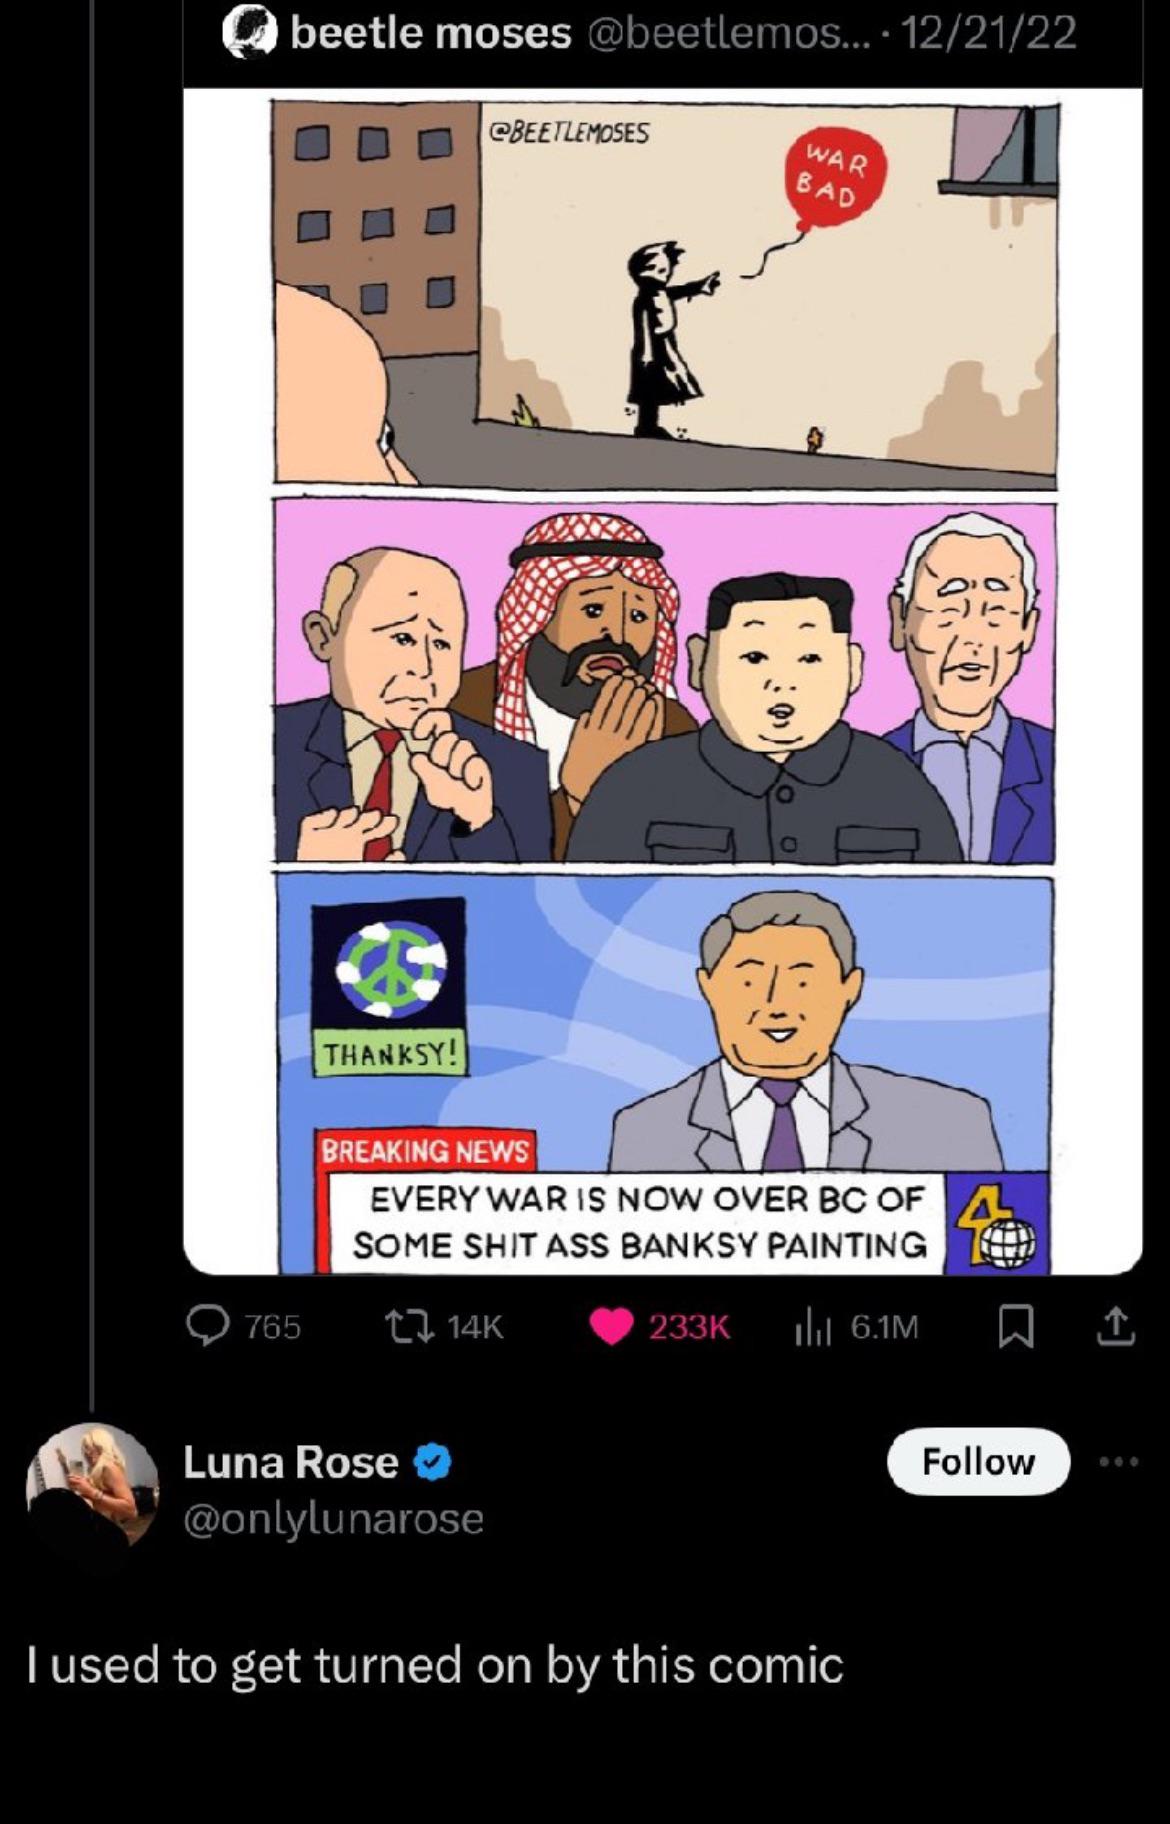 beetle moses @beetlemos... · 12/21/22
@BEETLEMOSES
WAR
BAD
THANKSY!
BREAKING NEWS
EVERY WAR IS NOW OVER BC OF
SOME SHIT ASS BANKSY PAINTING
4
765 14K 233K 6.1M
Luna Rose
Follow
@onlylunarose
I used to get turned on by this comic